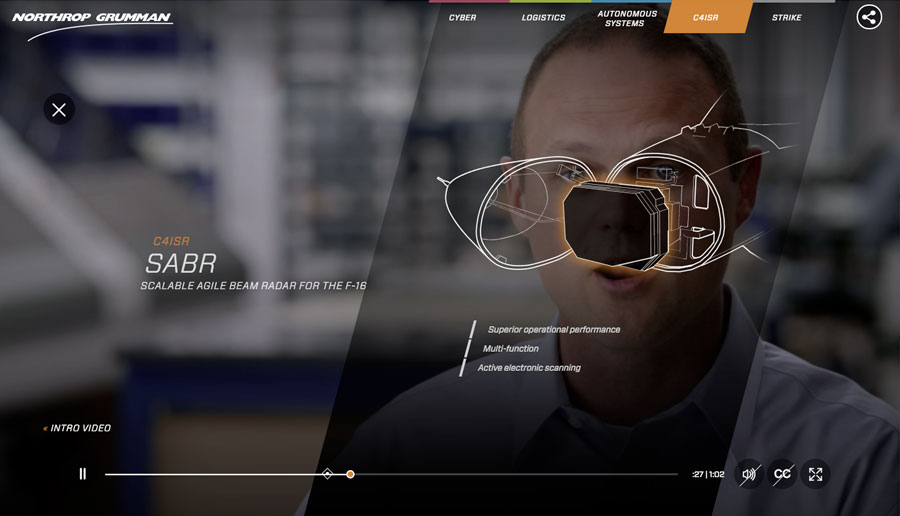 NORTHROP GRUMMAN
CYBER
LOGISTICS
AUTONOMOUS
SYSTEMS
C4ISR
STRIKE
C4ISR
SABR
SCALABLE AGILE BEAM RADAR FOR THE F-16
Superior operational performance
Multi-function
Active electronic scanning
« INTRO VIDEO
:27 | 1:02
CC